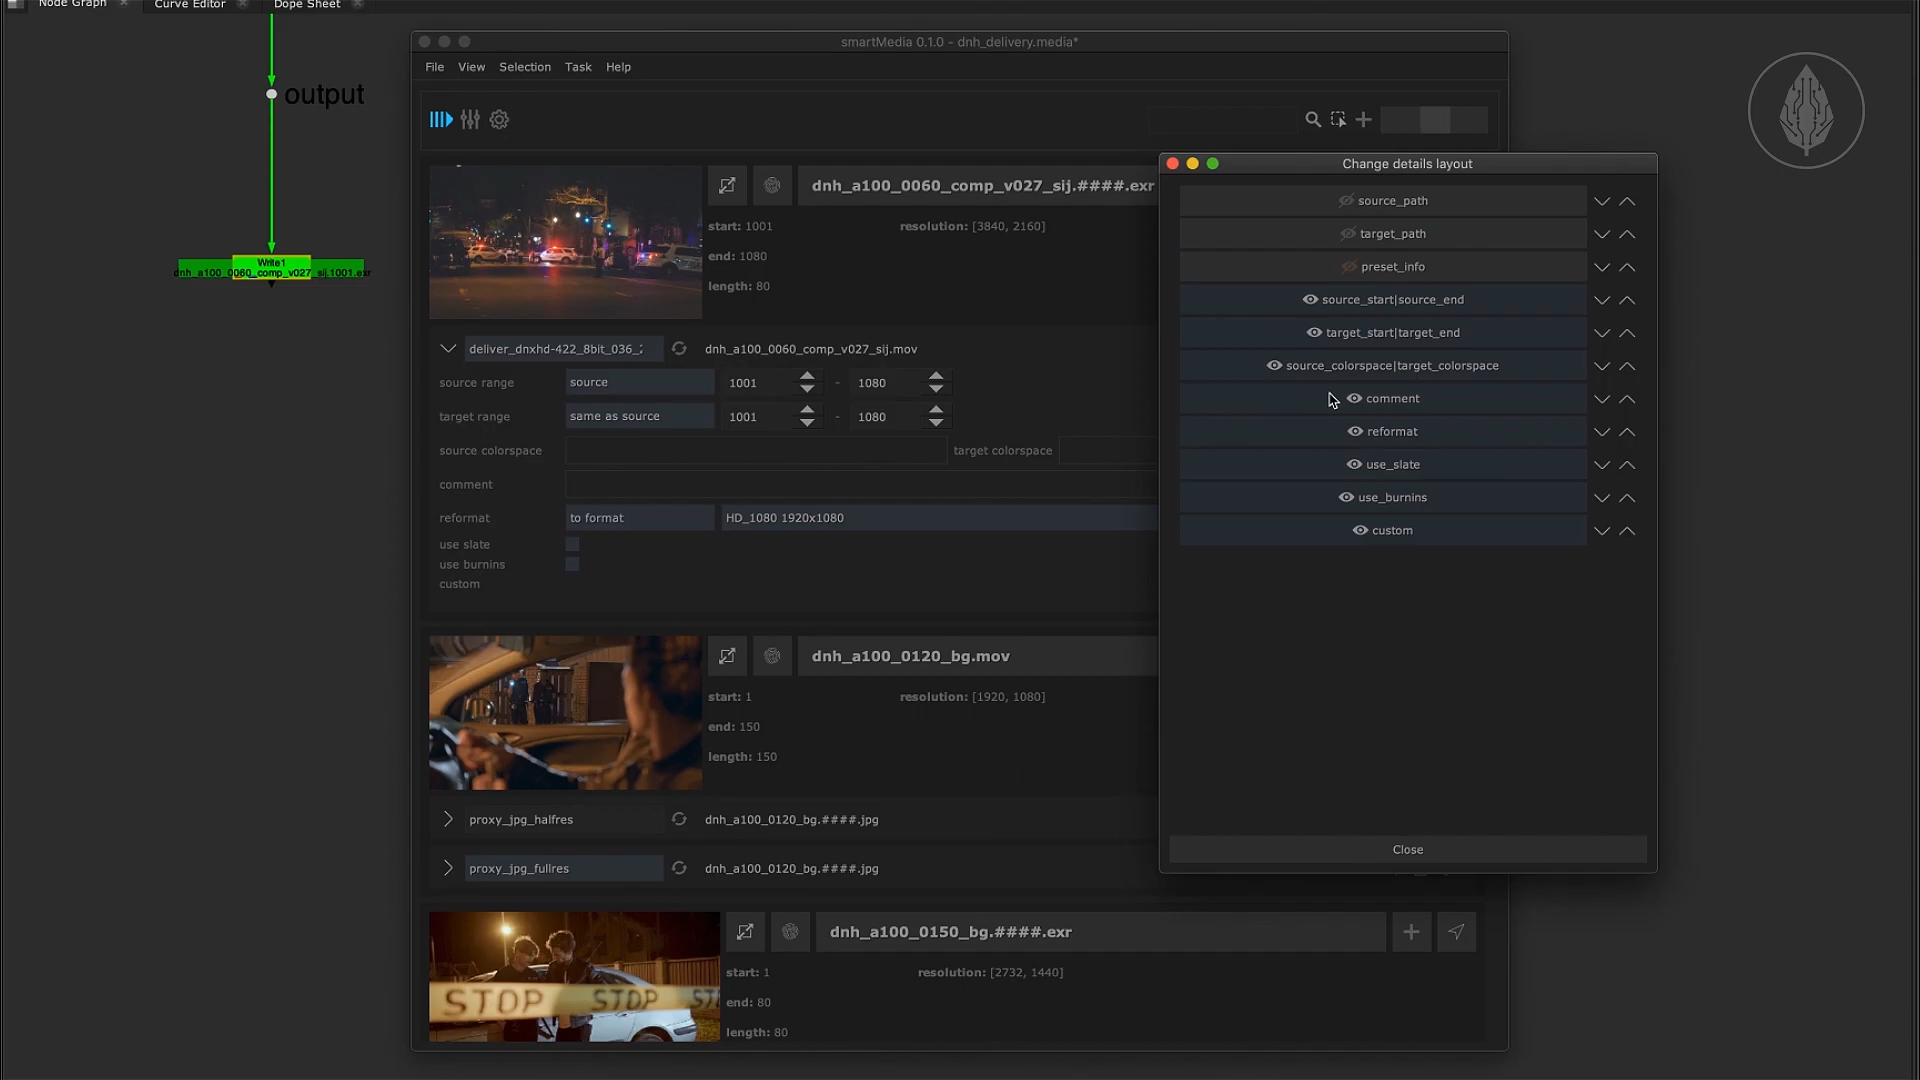 Node Graph
Curve Editor
Dope Sheet
output
Write1
dnh_a100_0060_comp_v027_sij.1001.exr
smartMedia 0.1.0 - dnh_delivery.media*
File View Selection Task Help
dnh_a100_0060_comp_v027_sij.####.exr
start: 1001
resolution: [3840, 2160]
end: 1080
length: 80
deliver_dnxhd-422_8bit_036_
dnh_a100_0060_comp_v027_sij.mov
source range source 1001 - 1080
target range same as source 1001 - 1080
source colorspace
target colorspace
comment
reformat to format HD_1080 1920x1080
use slate
use burnins
custom
dnh_a100_0120_bg.mov
start: 1
resolution: [1920, 1080]
end: 150
length: 150
proxy_jpg_halfres
dnh_a100_0120_bg.####.jpg
proxy_jpg_fullres
dnh_a100_0120_bg.####.jpg
dnh_a100_0150_bg.####.exr
start: 1
resolution: [2732, 1440]
end: 80
length: 80
STOP STOP ST
Change details layout
source_path
target_path
preset_info
source_start|source_end
target_start|target_end
source_colorspace|target_colorspace
comment
reformat
use_slate
use_burnins
custom
Close